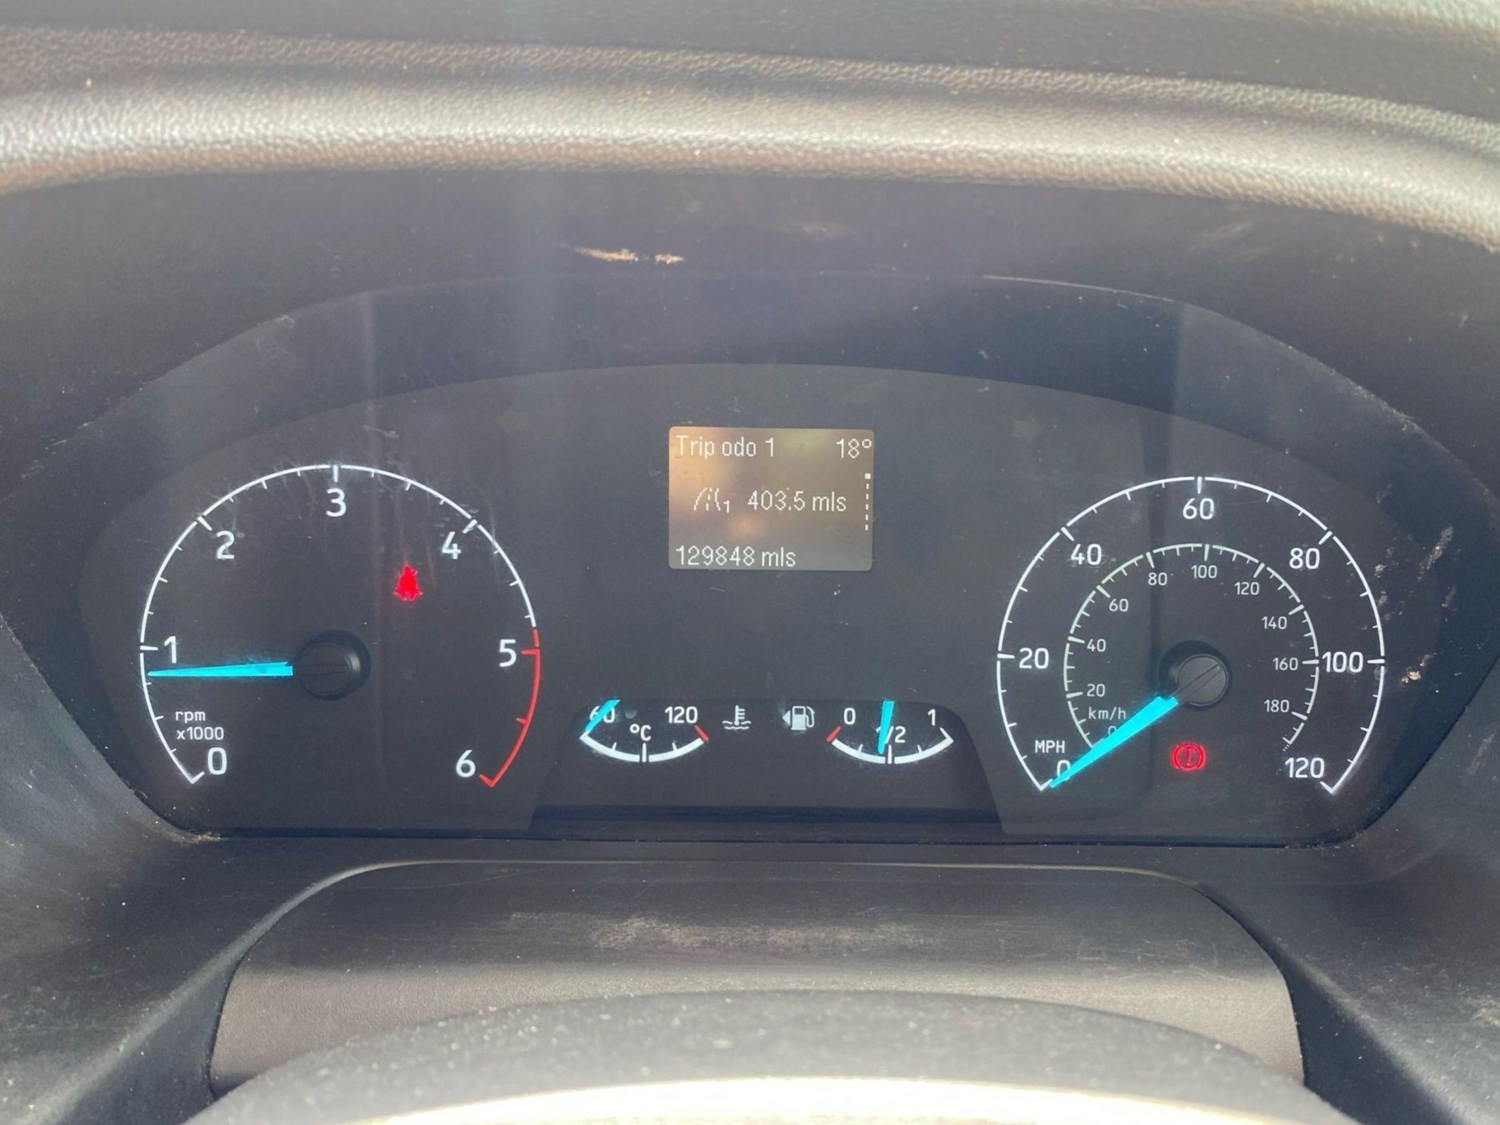 Trip odo 1 18°
1 403.5 mls
129848 mls
0 1 2 3 4 5 6
rpm
x1000
60 °C 120
0 1/2 1
0 20 40 60 80 100 120
MPH
20 40 60 80 100 120 140 160 180
km/h